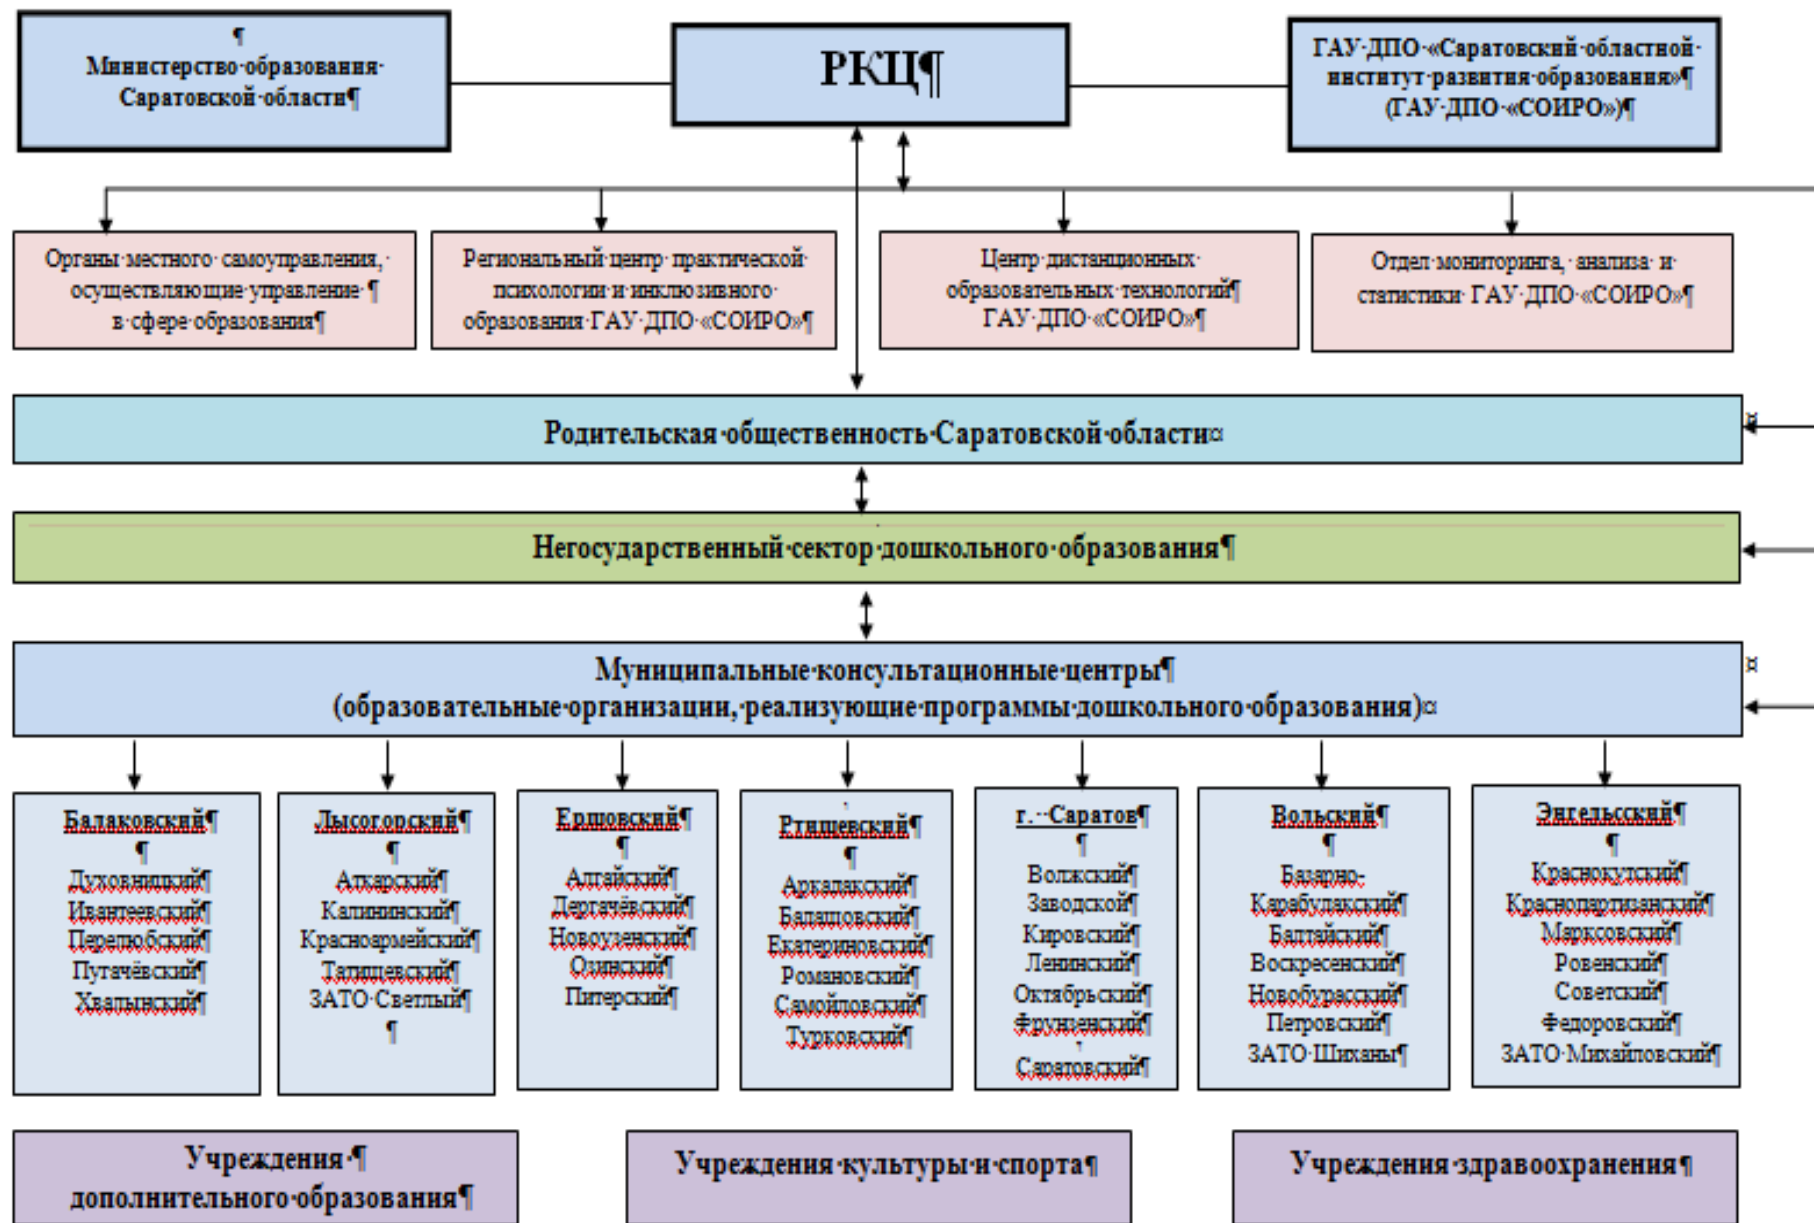 Министерство образования
Саратовской области
РКЦ
ГАУ ДПО «Саратовский областной
институт развития образования»
(ГАУ ДПО «СОИРО»)
Органы местного самоуправления,
осуществляющие управление
в сфере образования
Региональный центр практической
психологии и инклюзивного
образования ГАУ ДПО «СОИРО»
Центр дистанционных
образовательных технологий
ГАУ ДПО «СОИРО»
Отдел мониторинга, анализа и
статистики ГАУ ДПО «СОИРО»
Родительская общественность Саратовской области
Негосударственный сектор дошкольного образования
Муниципальные консультационные центры
(образовательные организации, реализующие программы дошкольного образования)
Балаковский
Духовницкий
Ивантеевский
Перелюбский
Пугачёвский
Хвалынский
Лысогорский
Аткарский
Калининский
Красноармейский
Татищевский
ЗАТО Светлый
Ершовский
Алгайский
Дергачёвский
Новоузенский
Озинский
Питерский
Ртищевский
Аркадакский
Балашовский
Екатериновский
Романовский
Самойловский
Турковский
г. Саратов
Волжский
Заводской
Кировский
Ленинский
Октябрьский
Фрунзенский
Саратовский
Вольский
Базарно-
Карабулакский
Балтайский
Воскресенский
Новобурасский
Петровский
ЗАТО Шиханы
Энгельсский
Краснокутский
Краснопартизанский
Марксовский
Ровенский
Советский
Федоровский
ЗАТО Михайловский
Учреждения
дополнительного образования
Учреждения культуры и спорта
Учреждения здравоохранения